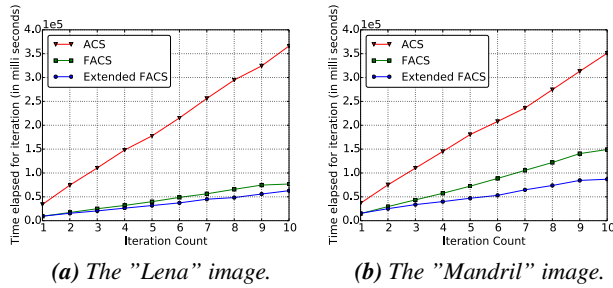 1e5
4.0
3.5
3.0
2.5
2.0
1.5
1.0
0.5
0.0
Time elapsed for iteration (in milli seconds)
ACS
FACS
Extended FACS
1 2 3 4 5 6 7 8 9 10
Iteration Count
(a) The ”Lena” image.
1e5
4.0
3.5
3.0
2.5
2.0
1.5
1.0
0.5
0.0
Time elapsed for iteration (in milli seconds)
ACS
FACS
Extended FACS
1 2 3 4 5 6 7 8 9 10
Iteration Count
(b) The ”Mandril” image.